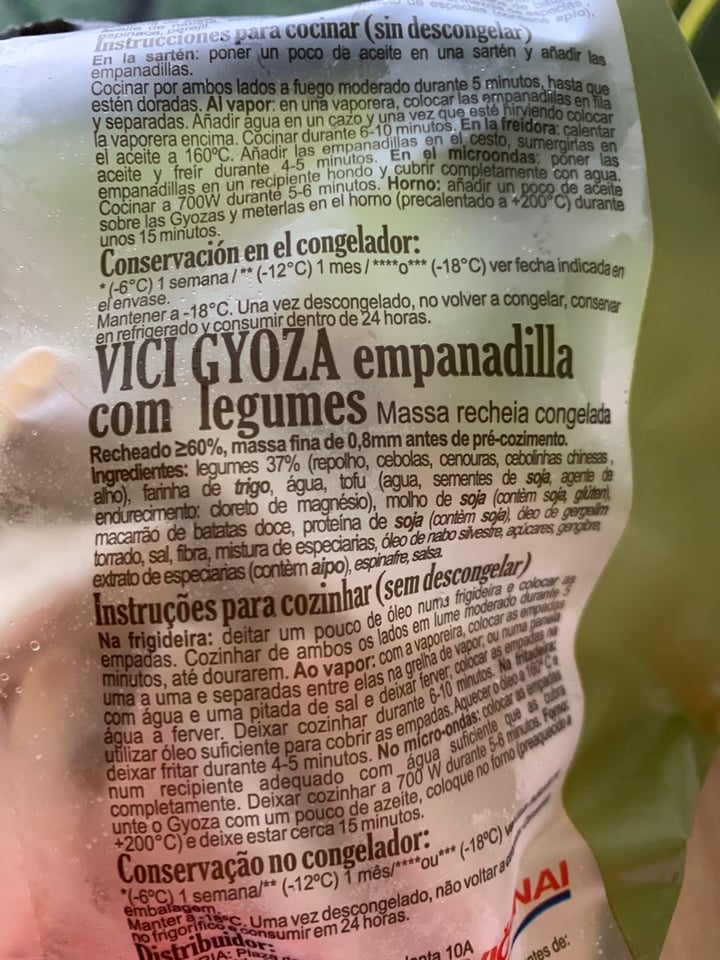 espinaca, perejil
Instrucciones para cocinar (sin descongelar)
En la sartén: poner un poco de aceite en una sartén y añadir las
empanadillas.
Cocinar por ambos lados a fuego moderado durante 5 minutos, hasta que
estén doradas. Al vapor: en una vaporera, colocar las empanadillas en fila
y separadas. Añadir agua en un cazo y una vez que esté hirviendo colocar
la vaporera encima. Cocinar durante 6-10 minutos. En la freidora: calentar
el aceite a 160°C. Añadir las empanadillas en el cesto, sumergirlas en
aceite y freír durante 4-5 minutos. En el microondas: poner las
empanadillas en un recipiente hondo y cubrir completamente con agua.
Cocinar a 700W durante 5-6 minutos. Horno: añadir un poco de aceite
sobre las Gyozas y meterlas en el horno (precalentado a +200°C) durante
unos 15 minutos.
Conservación en el congelador:
*(-6°C) 1 semana / ** (-12°C) 1 mes / ****o*** (-18°C) ver fecha indicada en
el envase.
Mantener a -18°C. Una vez descongelado, no volver a congelar, conservar
en refrigerado y consumir dentro de 24 horas.
VICI GYOZA empanadilla
com legumes Massa recheia congelada
Recheado ≥60%, massa fina de 0,8mm antes de pré-cozimento.
Ingredientes: legumes 37% (repolho, cebolas, cenouras, cebolinhas chinesas,
alho), farinha de trigo, água, tofu (agua, sementes de soja, agente de
endurecimento: cloreto de magnésio), molho de soja (contèm soja, glúten),
macarrão de batatas doce, proteína de soja (contèm soja), óleo de gergelim
torrado, sal, fibra, mistura de especiarias, óleo de nabo silvestre, açúcares, gengibre,
extrato de especiarias (contèm aipo), espinafre, salsa.
Instruções para cozinhar (sem descongelar)
Na frigideira: deitar um pouco de óleo numa frigideira e colocar as
empadas. Cozinhar de ambos os lados em lume moderado durante 5
minutos, até dourarem. Ao vapor: com a vaporeira, colocar as empadas
uma a uma e separadas entre elas na grelha de vapor, ou numa panela
com água e uma pitada de sal e deixar ferver, colocar as empadas na
água a ferver. Deixar cozinhar durante 6-10 minutos. Na fritadeira:
utilizar óleo suficiente para cobrir as empadas. Aquecer o óleo a 160°C e
deixar fritar durante 4-5 minutos. No micro-ondas: colocar as empadas
num recipiente adequado com água suficiente que as cubra
completamente. Deixar cozinhar a 700 W durante 5-6 minutos. Forno:
unte o Gyoza com um pouco de azeite, coloque no forno (preaquecido a
+200°C) e deixe estar cerca 15 minutos.
Conservação no congelador:
*(-6ºC) 1 semana/** (-12ºC) 1 mês/****ou*** (-18ºC)
embalagem.
Manter a -18°C. Uma vez descongelado, não voltar a
no frigorífico e consumir em 24 horas.
Distribuidor:
10A
NAI